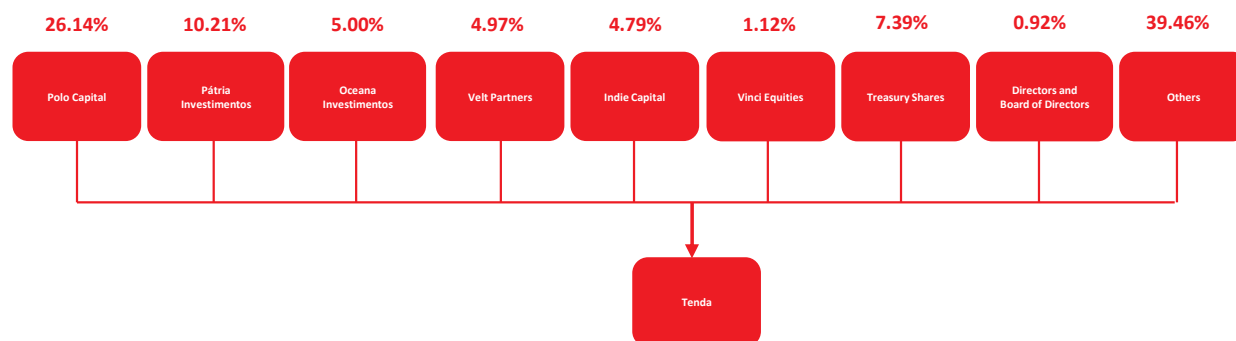 26.14% 10.21% 5.00% 4.97% 4.79% 1.12% 7.39% 0.92% 39.46%
Polo Capital
Pátria
Investimentos
Oceana
Investimentos
Velt Partners
Indie Capital
Vinci Equities
Treasury Shares
Directors and
Board of Directors
Others
Tenda